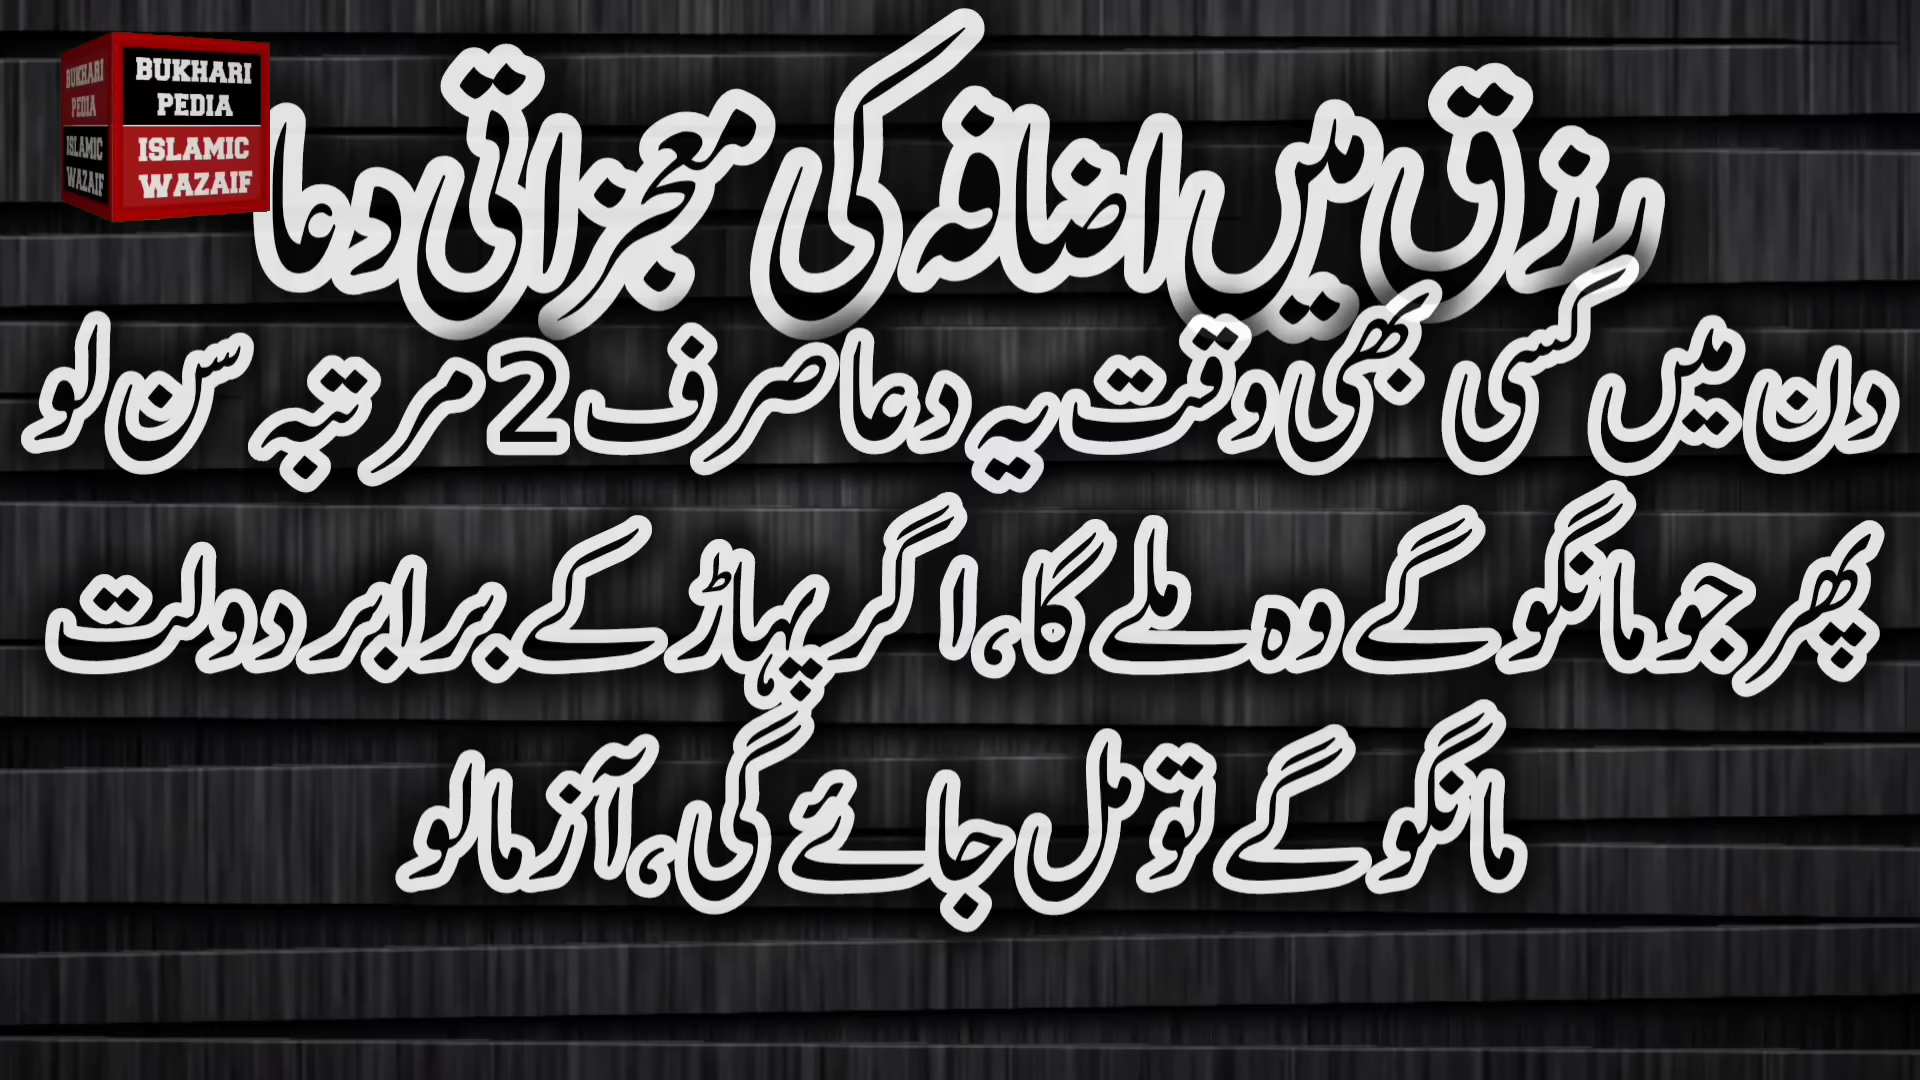 BUKHARI
PEDIA
ISLAMIC
WAZAIF
BUKHARI
PEDIA
ISLAMIC
WAZAIF
رزق میں اضافہ کی معجزاتی دعا
دن میں کسی بھی وقت یہ دعا صرف 2 مرتبہ سن لو
پھر جو مانگو گے وہ ملے گا، اگر پہاڑ کے برابر دولت
مانگو گے تو مل جائے گی، آزما لو